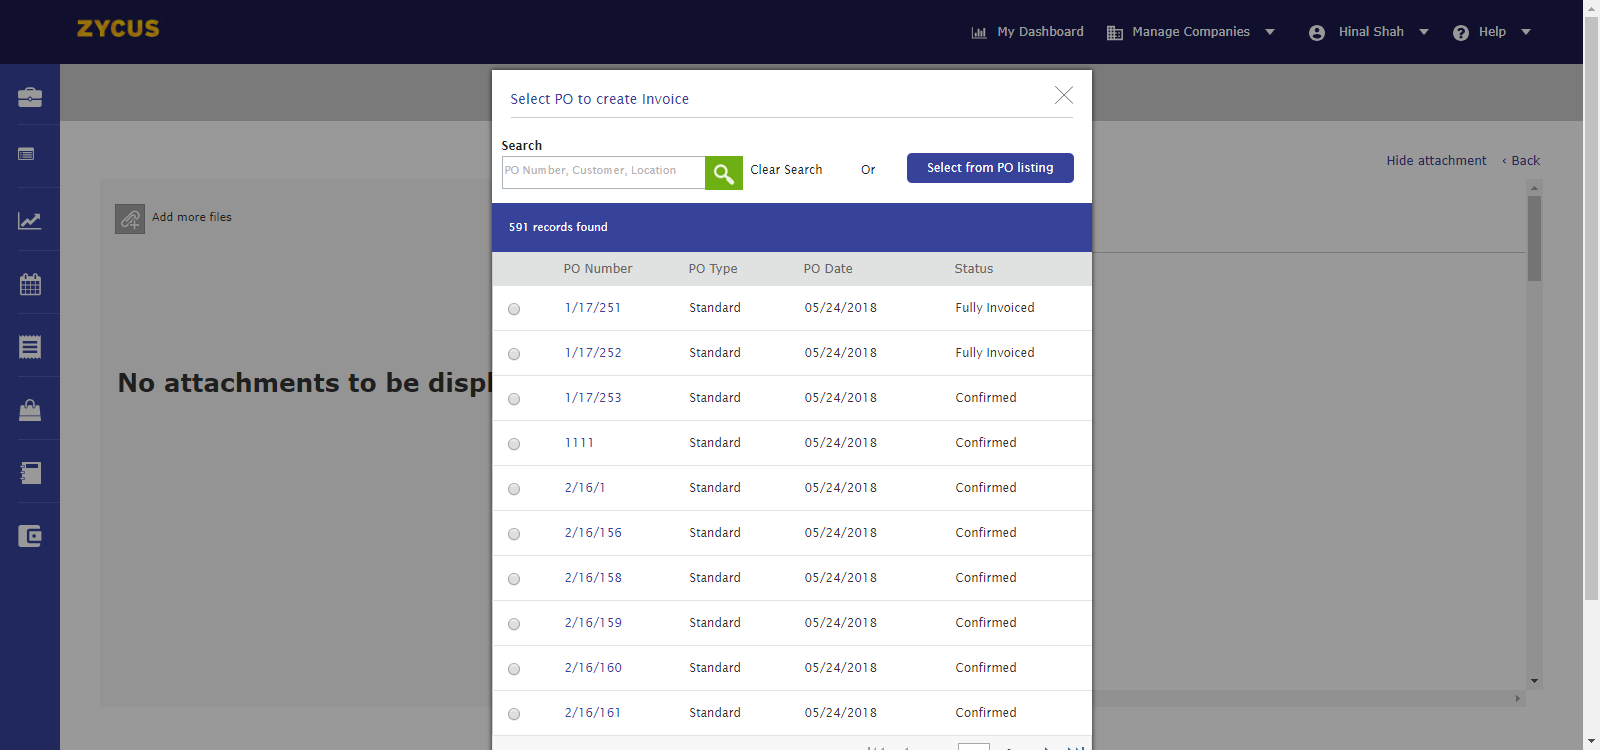 ZYCUS
My Dashboard Manage Companies Hinal Shah Help
Select PO to create Invoice
Search
PO Number, Customer, Location Clear Search Or Select from PO listing
Hide attachment ‹ Back
Add more files
591 records found
PO Number PO Type PO Date Status
1/17/251 Standard 05/24/2018 Fully Invoiced
1/17/252 Standard 05/24/2018 Fully Invoiced
No attachments to be displ
1/17/253 Standard 05/24/2018 Confirmed
1111 Standard 05/24/2018 Confirmed
2/16/1 Standard 05/24/2018 Confirmed
2/16/156 Standard 05/24/2018 Confirmed
2/16/158 Standard 05/24/2018 Confirmed
2/16/159 Standard 05/24/2018 Confirmed
2/16/160 Standard 05/24/2018 Confirmed
2/16/161 Standard 05/24/2018 Confirmed